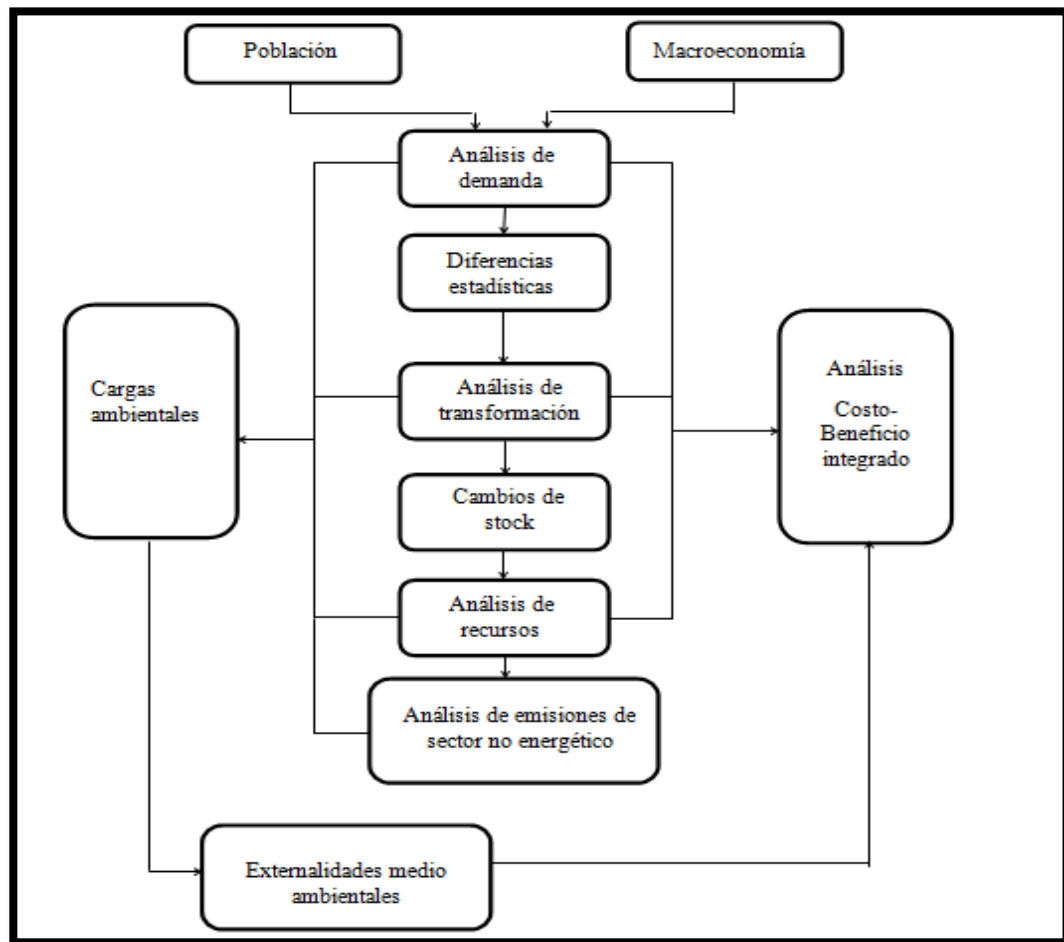 Población
Macroeconomía
Análisis de
demanda
Diferencias
estadísticas
Cargas
ambientales
Análisis de
transformación
Análisis
Costo-
Beneficio
integrado
Cambios de
stock
Análisis de
recursos
Análisis de emisiones de
sector no energético
Externalidades medio
ambientales